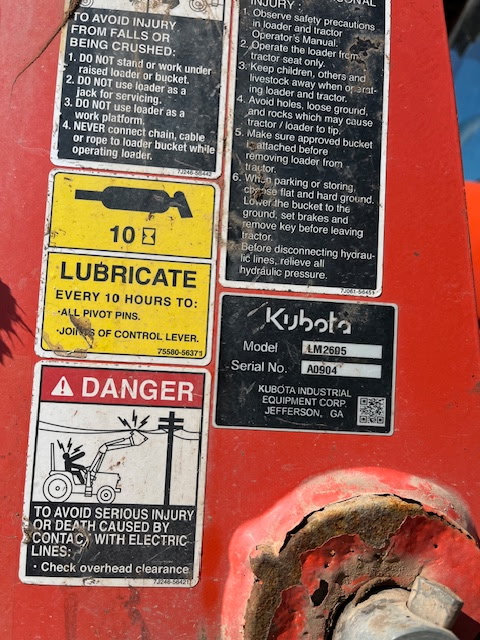 TO AVOID INJURY
FROM FALLS OR
BEING CRUSHED:
1. DO NOT stand or work under
raised loader or bucket.
2. DO NOT use loader as a
jack for servicing.
3. DO NOT use loader as a
work platform.
4. NEVER connect chain, cable
or rope to loader bucket while
operating loader.
7J246-56442
INJURY :
1. Observe safety precautions
in loader and tractor
Operator's Manual.
2. Operate the loader from
tractor seat only.
3. Keep children, others and
livestock away when operat-
ing loader and tractor.
4. Avoid holes, loose ground,
and rocks which may cause
tractor / loader to tip.
5. Make sure approved bucket
is attached before
removing loader from
tractor.
6. When parking or storing,
choose flat and hard ground.
Lower the bucket to the
ground, set brakes and
remove key before leaving
tractor.
7. Before disconnecting hydrau-
lic lines, relieve all
hydraulic pressure.
7J061-56451
10
LUBRICATE
EVERY 10 HOURS TO:
·ALL PIVOT PINS.
·JOINTS OF CONTROL LEVER.
75580-56373
Kubota
Model LM2605
Serial No. A0904
KUBOTA INDUSTRIAL
EQUIPMENT CORP.
JEFFERSON, GA
DANGER
TO AVOID SERIOUS INJURY
OR DEATH CAUSED BY
CONTACT WITH ELECTRIC
LINES:
· Check overhead clearance
7J246-56421